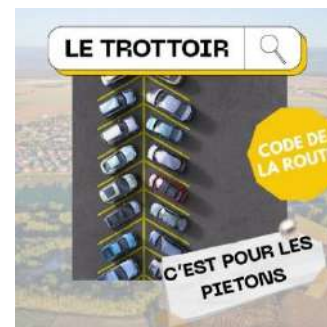 LE TROTTOIR
CODE DE
LA ROUT
C'EST POUR LES
PIETONS